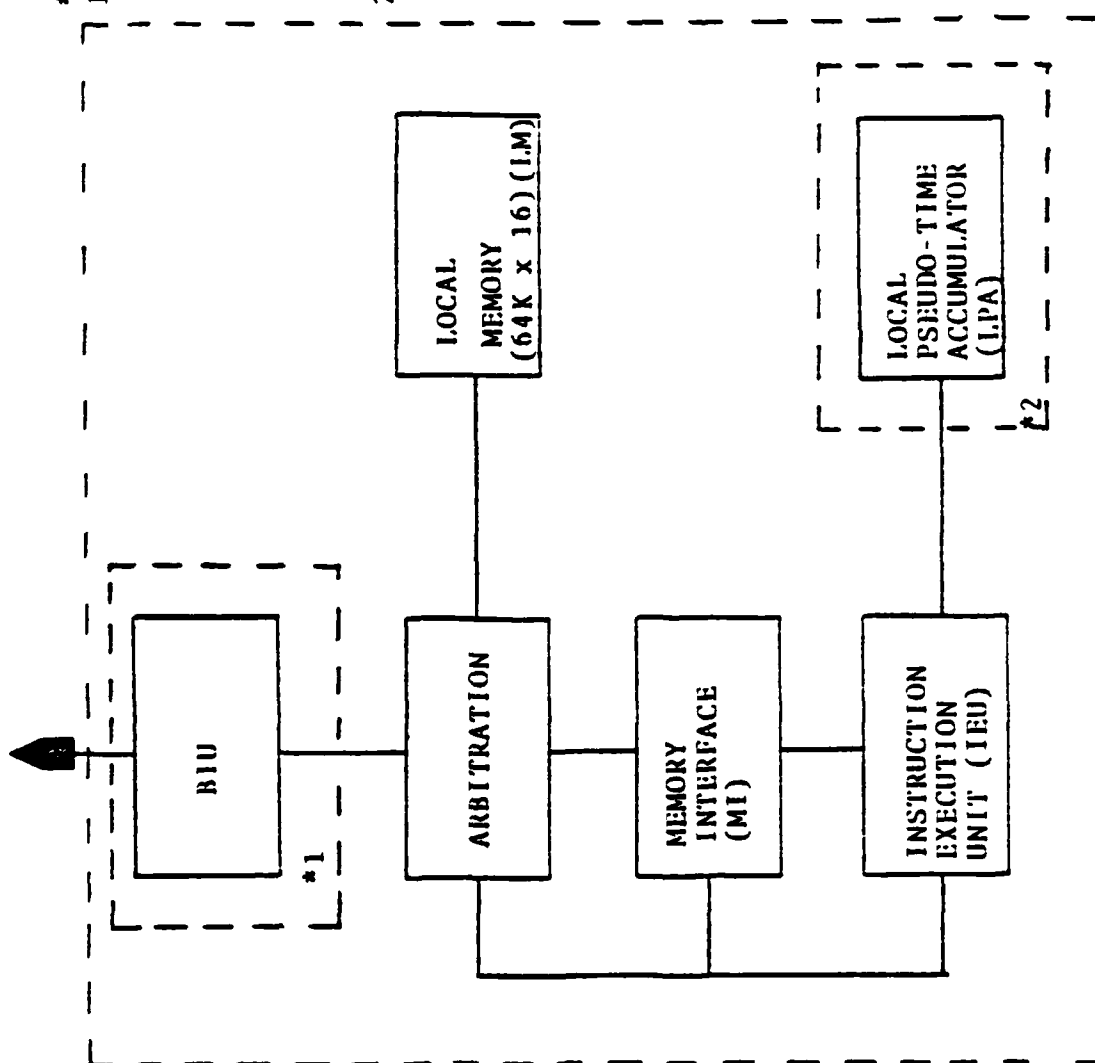 BIU
*1
ARBITRATION
LOCAL
MEMORY
(64K x 16)(LM)
MEMORY
INTERFACE
(MI)
INSTRUCTION
EXECUTION
UNIT (IEU)
LOCAL
PSEUDO-TIME
ACCUMULATOR
(LPA)
*2